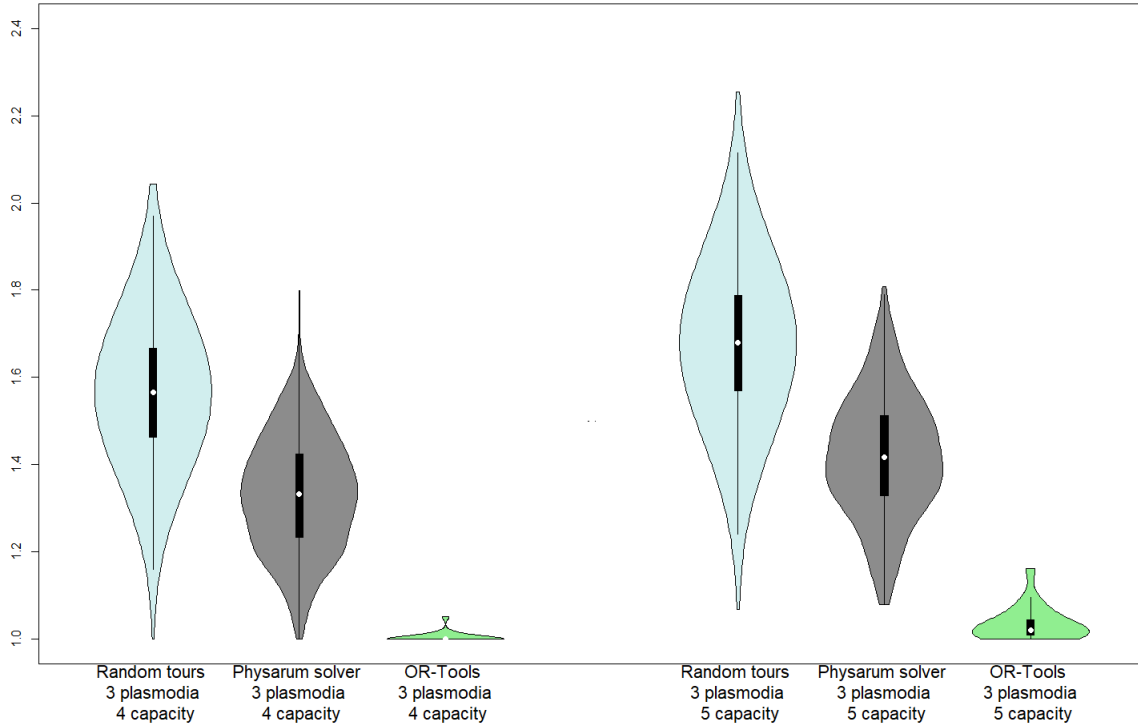 2.4
2.2
2.0
1.8
1.6
1.4
1.2
1.0
Random tours
3 plasmodia
4 capacity
Physarum solver
3 plasmodia
4 capacity
OR-Tools
3 plasmodia
4 capacity
Random tours
3 plasmodia
5 capacity
Physarum solver
3 plasmodia
5 capacity
OR-Tools
3 plasmodia
5 capacity